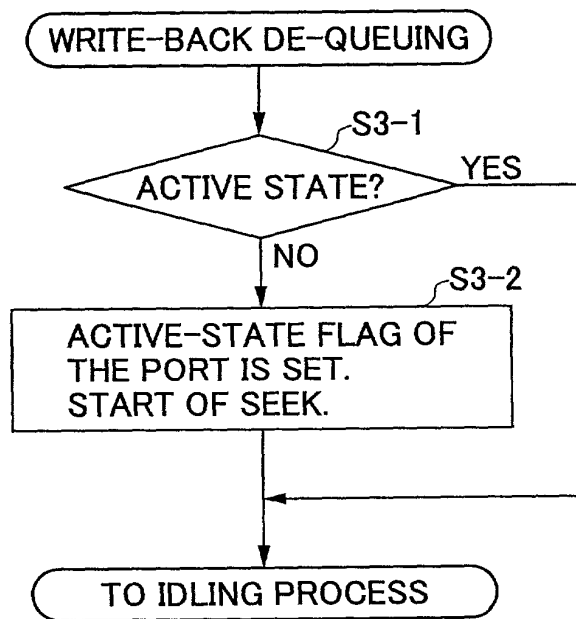 WRITE-BACK DE-QUEUING
S3-1
ACTIVE STATE?
YES
NO
S3-2
ACTIVE-STATE FLAG OF
THE PORT IS SET.
START OF SEEK.
TO IDLING PROCESS